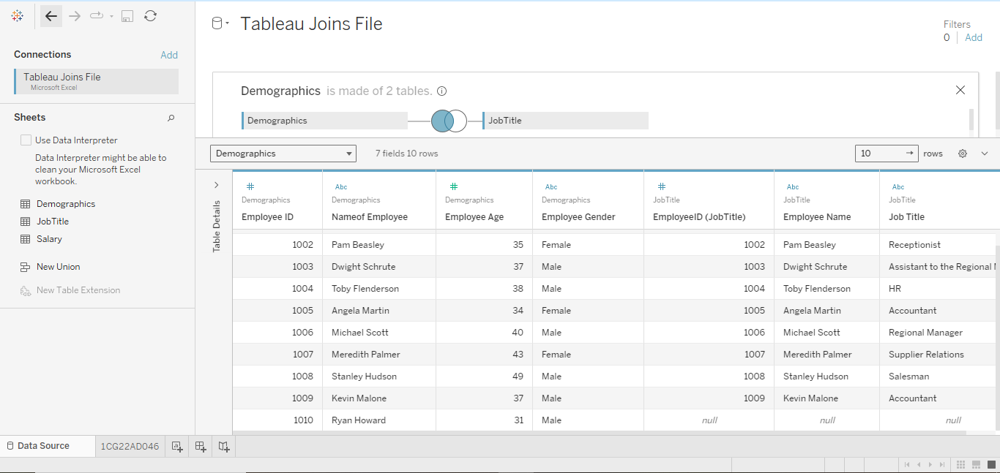 Tableau Joins File
Filters
0 | Add
Connections Add
Tableau Joins File
Microsoft Excel
Demographics is made of 2 tables.
Demographics JobTitle
Sheets
Use Data Interpreter
Data Interpreter might be able to
clean your Microsoft Excel
workbook.
Demographics
JobTitle
Salary
New Union
New Table Extension
Demographics 7 fields 10 rows 10 → rows
Table Details
# Abc # Abc # Abc Abc
Demographics Demographics Demographics Demographics JobTitle JobTitle JobTitle
Employee ID Nameof Employee Employee Age Employee Gender EmployeeID (JobTitle) Employee Name Job Title
1002 Pam Beasley 35 Female 1002 Pam Beasley Receptionist
1003 Dwight Schrute 37 Male 1003 Dwight Schrute Assistant to the Regional
1004 Toby Flenderson 38 Male 1004 Toby Flenderson HR
1005 Angela Martin 34 Female 1005 Angela Martin Accountant
1006 Michael Scott 40 Male 1006 Michael Scott Regional Manager
1007 Meredith Palmer 43 Female 1007 Meredith Palmer Supplier Relations
1008 Stanley Hudson 49 Male 1008 Stanley Hudson Salesman
1009 Kevin Malone 37 Male 1009 Kevin Malone Accountant
1010 Ryan Howard 31 Male null null null
Data Source 1CG22AD046